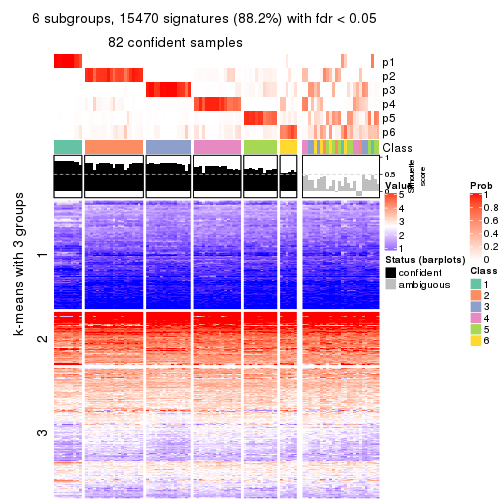 6 subgroups, 15470 signatures (88.2%) with fdr < 0.05
82 confident samples
p1
p2
p3
p4
p5
p6
Class
1
0.5
0
Silhouette
score
k-means with 3 groups
1
2
3
Value
5
4
3
2
1
Status (barplots)
confident
ambiguous
Prob
1
0.8
0.6
0.4
0.2
0
Class
1
2
3
4
5
6